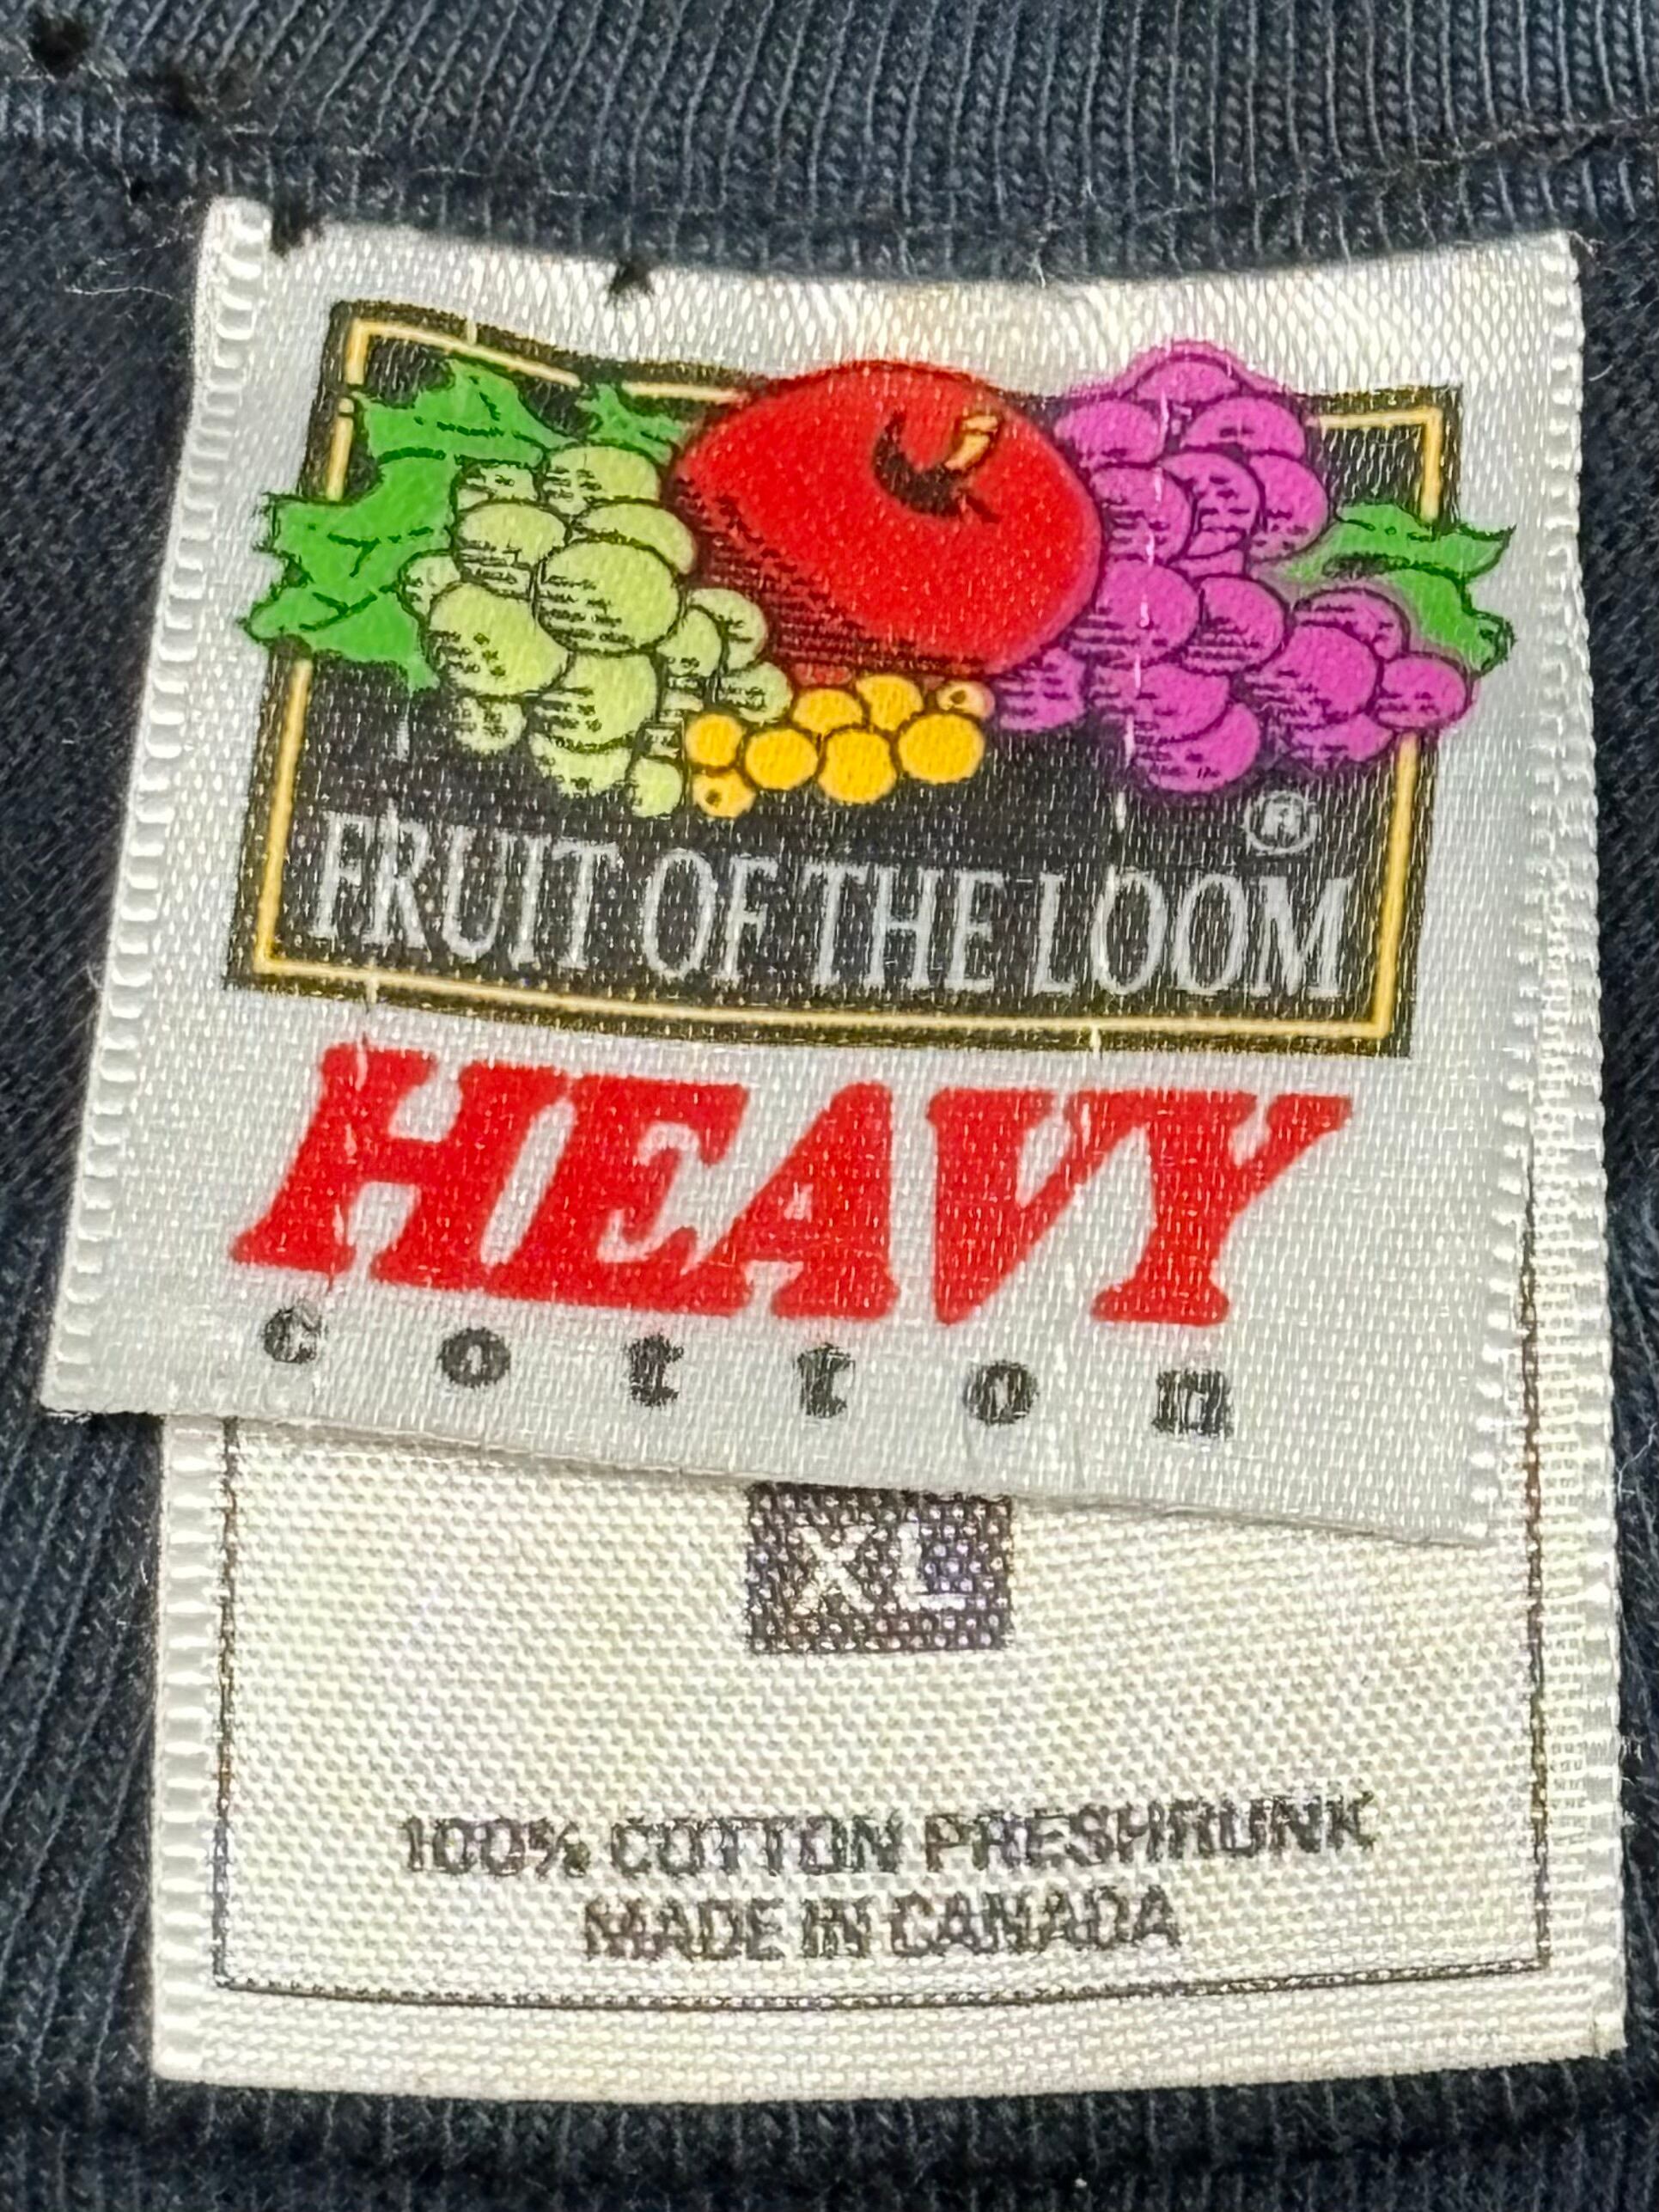 ®
FRUIT OF THE LOOM
HEAVY
cotton
XL
100% COTTON PRESHRUNK
MADE IN CANADA